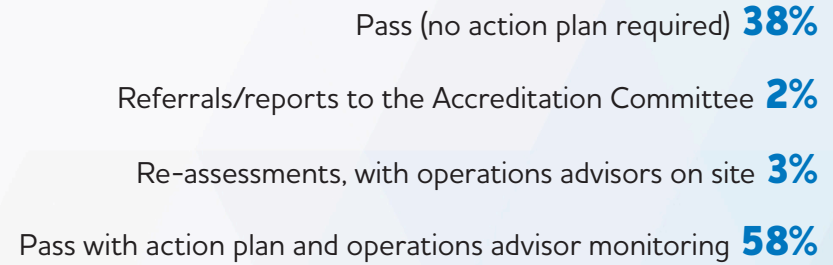 Pass (no action plan required) 38%
Referrals/reports to the Accreditation Committee 2%
Re-assessments, with operations advisors on site 3%
Pass with action plan and operations advisor monitoring 58%